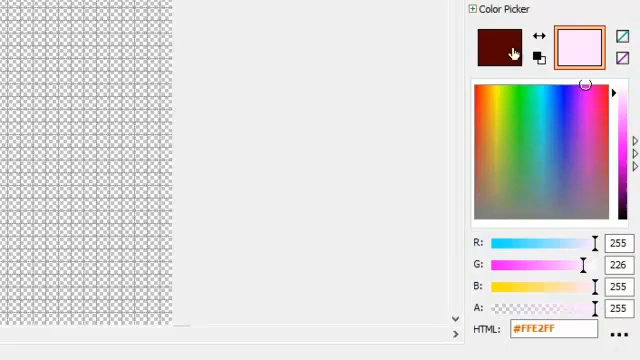 Color Picker
R: 255
G: 226
B: 255
A: 255
HTML: #FFE2FF